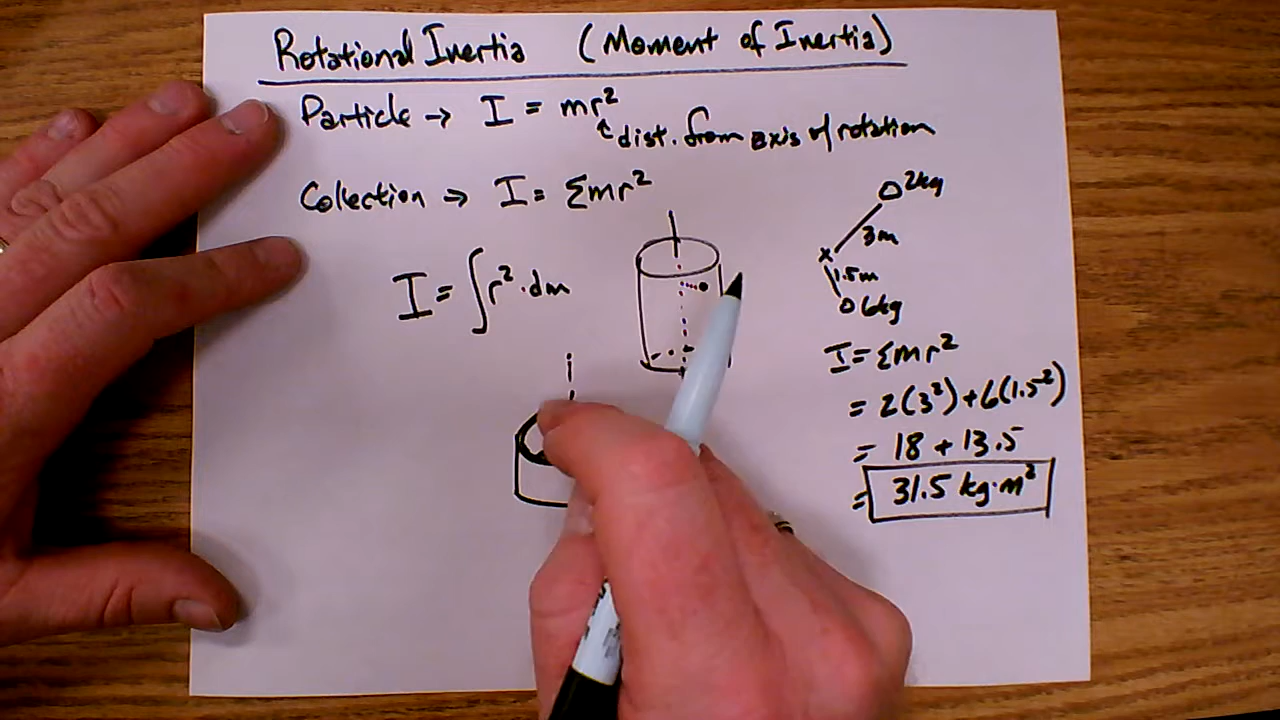 Rotational Inertia (Moment of Inertia)
Particle → I = mr²
↑ dist. from axis of rotation
Collection ⇒ I = Σmr²
2kg
3m
x
1.5m
6kg
I = ∫r²·dm
I = Σmr²
= 2(3²)+6(1.5²)
= 18 + 13.5
= 31.5 kg·m²